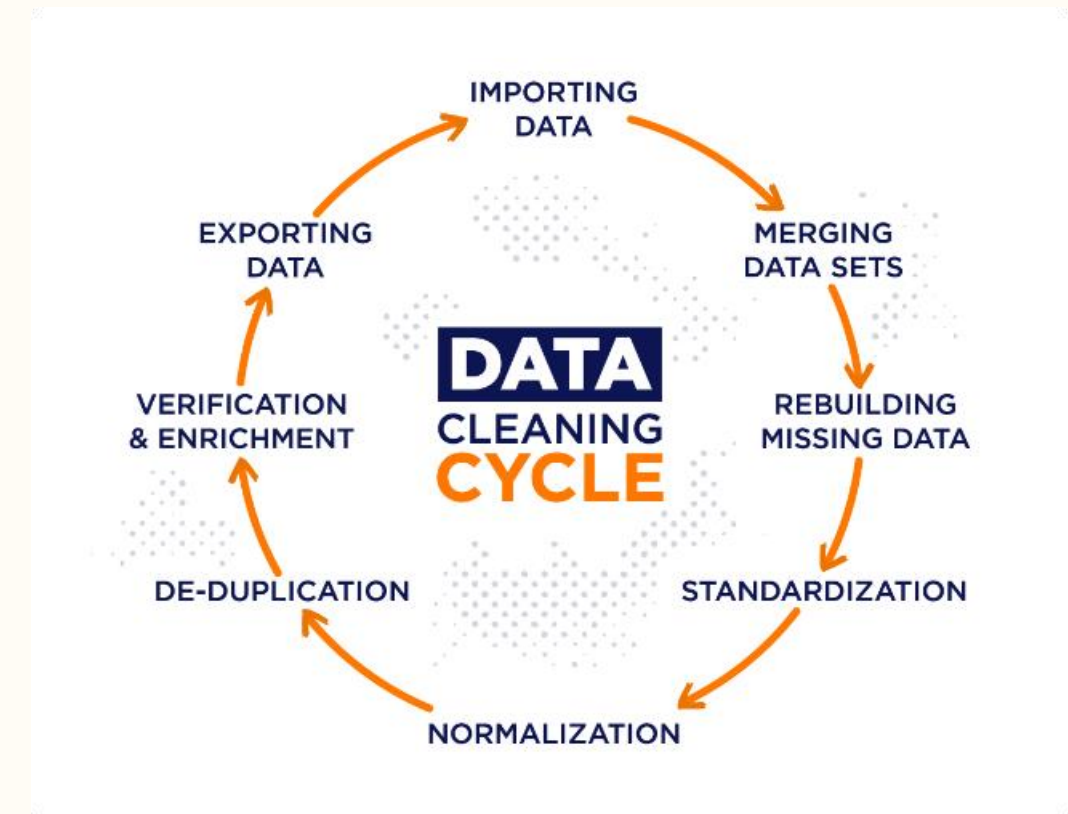 IMPORTING
DATA
MERGING
DATA SETS
REBUILDING
MISSING DATA
STANDARDIZATION
NORMALIZATION
DE-DUPLICATION
VERIFICATION
& ENRICHMENT
EXPORTING
DATA
DATA
CLEANING
CYCLE